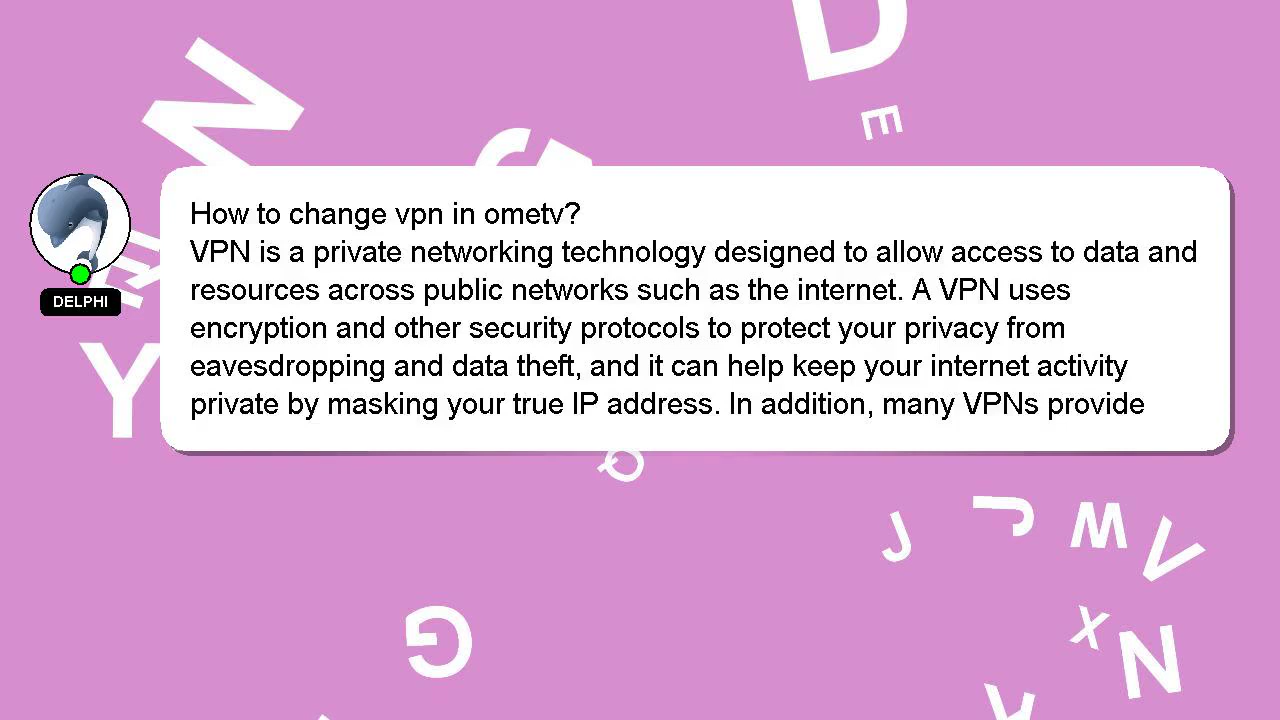 D
N
E
G
How to change vpn in ometv?
VPN is a private networking technology designed to allow access to data and
resources across public networks such as the internet. A VPN uses
encryption and other security protocols to protect your privacy from
eavesdropping and data theft, and it can help keep your internet activity
private by masking your true IP address. In addition, many VPNs provide
DELPHI
Y
Q
J
J
W
V
X
N
G